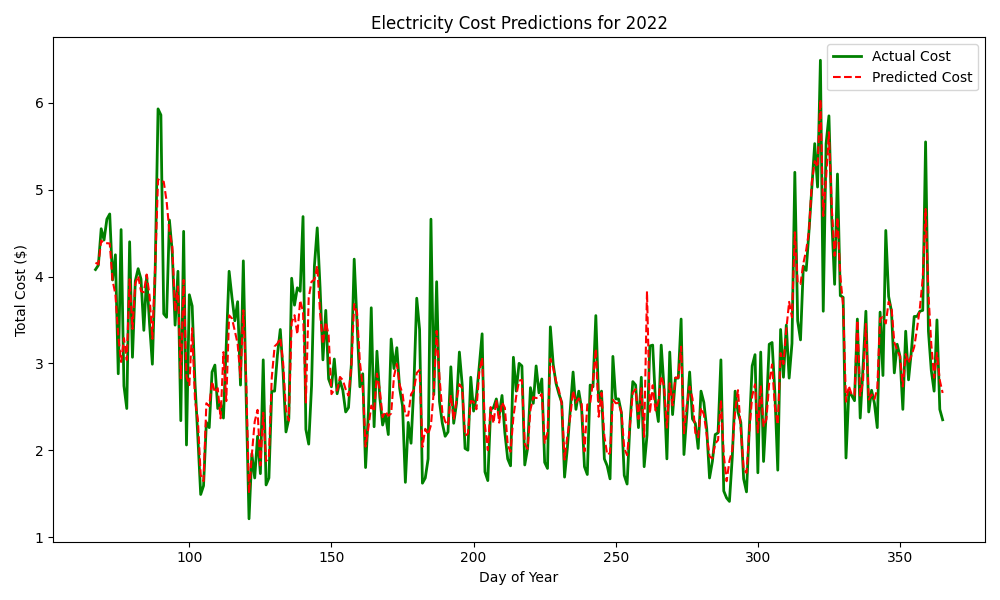 Electricity Cost Predictions for 2022
Actual Cost
Predicted Cost
Total Cost ($)
6
5
4
3
2
1
100
150
200
250
300
350
Day of Year